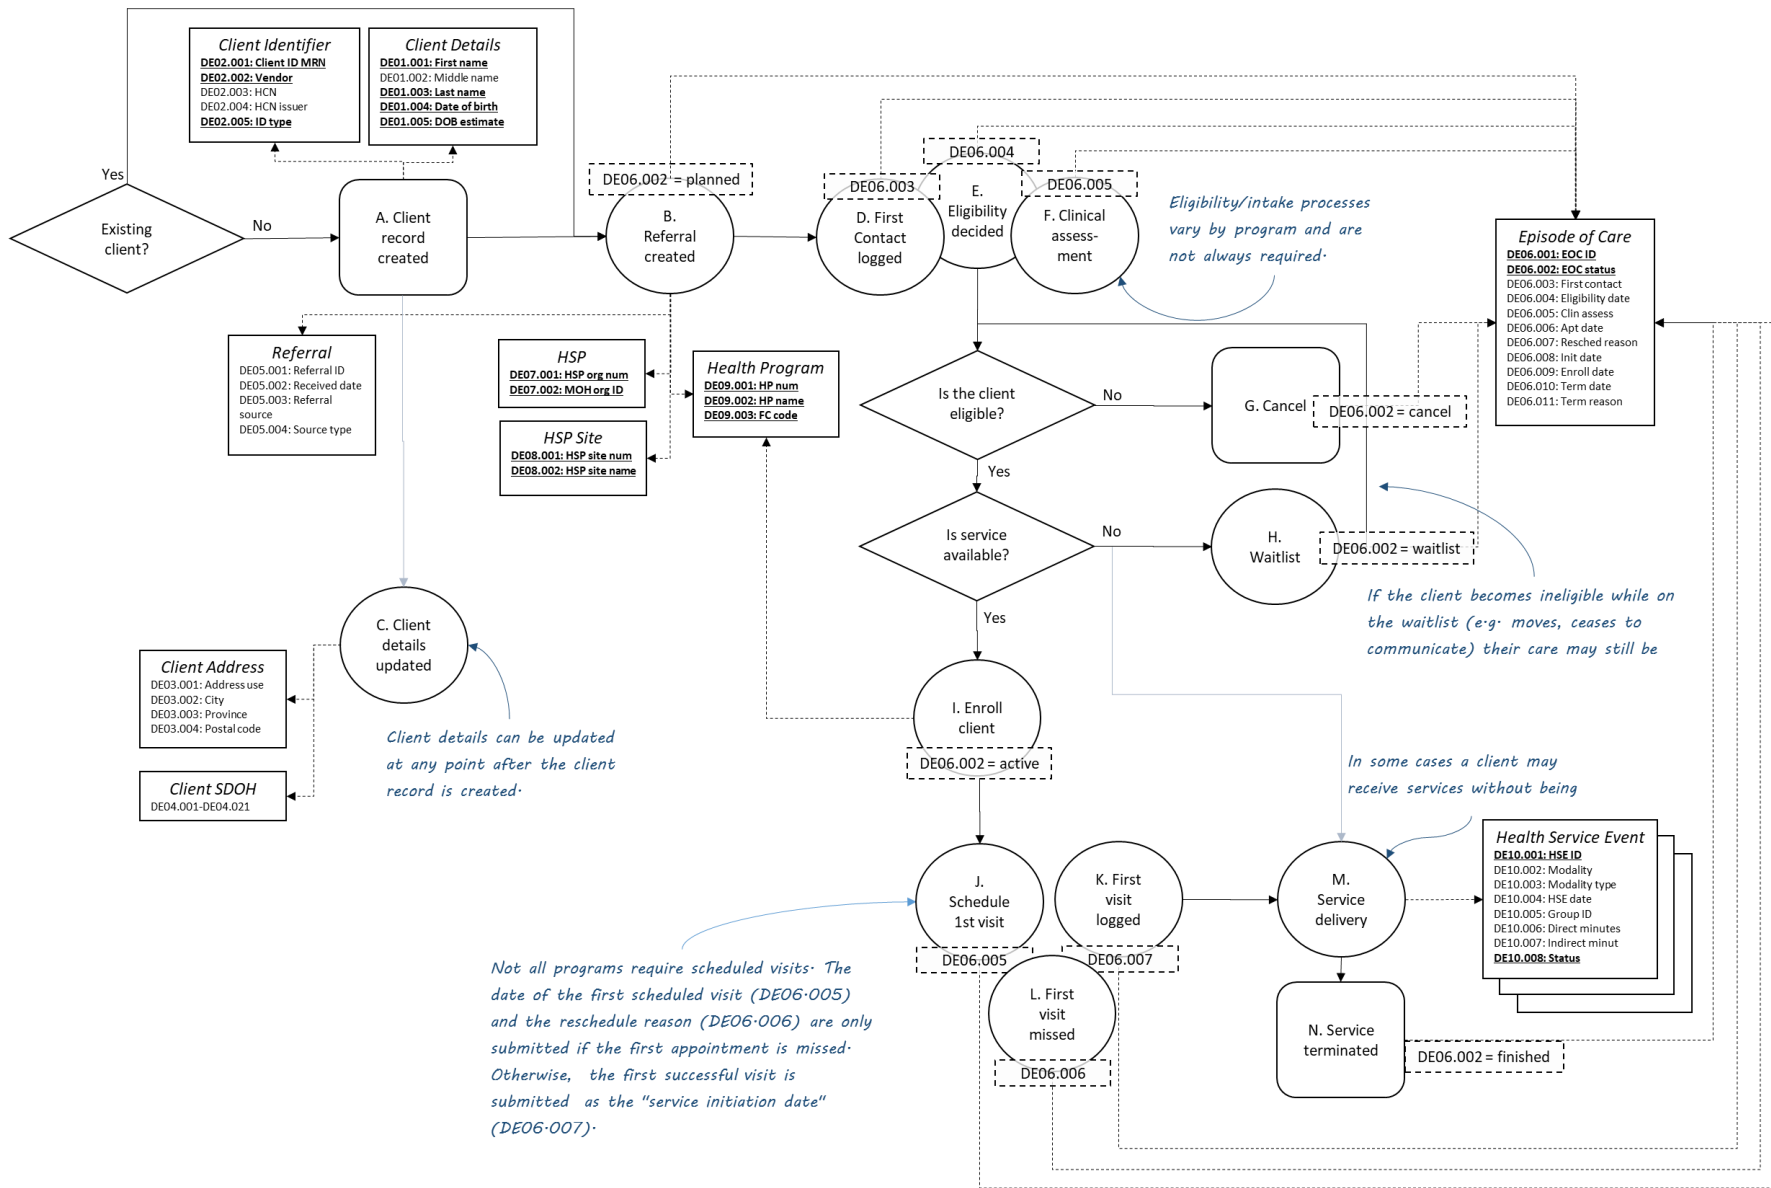 Client Identifier
DE02.001: Client ID MRN
DE02.002: Vendor
DE02.003: HCN
DE02.004: HCN issuer
DE02.005: ID type
Client Details
DE01.001: First name
DE01.002: Middle name
DE01.003: Last name
DE01.004: Date of birth
DE01.005: DOB estimate
Yes
Existing
client?
No
A. Client
record
created
DE06.002 = planned
B.
Referral
created
DE06.003
D. First
Contact
logged
DE06.004
E.
Eligibility
decided
DE06.005
F. Clinical
assess-
ment
Eligibility/intake processes
vary by program and are
not always required.
Episode of Care
DE06.001: EOC ID
DE06.002: EOC status
DE06.003: First contact
DE06.004: Eligibility date
DE06.005: Clin assess
DE06.006: Apt date
DE06.007: Resched reason
DE06.008: Init date
DE06.009: Enroll date
DE06.010: Term date
DE06.011: Term reason
Referral
DE05.001: Referral ID
DE05.002: Received date
DE05.003: Referral
source
DE05.004: Source type
HSP
DE07.001: HSP org num
DE07.002: MOH org ID
HSP Site
DE08.001: HSP site num
DE08.002: HSP site name
Health Program
DE09.001: HP num
DE09.002: HP name
DE09.003: FC code
Is the client
eligible?
No
G. Cancel
DE06.002 = cancel
Yes
Is service
available?
No
H.
Waitlist
DE06.002 = waitlist
If the client becomes ineligible while on
the waitlist (e.g. moves, ceases to
communicate) their care may still be
Yes
C. Client
details
updated
Client Address
DE03.001: Address use
DE03.002: City
DE03.003: Province
DE03.004: Postal code
Client SDOH
DE04.001-DE04.021
Client details can be updated
at any point after the client
record is created.
I. Enroll
client
DE06.002 = active
In some cases a client may
receive services without being
J.
Schedule
1st visit
DE06.005
K. First
visit
logged
DE06.007
L. First
visit
missed
DE06.006
M.
Service
delivery
Health Service Event
DE10.001: HSE ID
DE10.002: Modality
DE10.003: Modality type
DE10.004: HSE date
DE10.005: Group ID
DE10.006: Direct minutes
DE10.007: Indirect minut
DE10.008: Status
N. Service
terminated
DE06.002 = finished
Not all programs require scheduled visits. The
date of the first scheduled visit (DE06.005)
and the reschedule reason (DE06.006) are only
submitted if the first appointment is missed.
Otherwise, the first successful visit is
submitted as the "service initiation date"
(DE06.007).